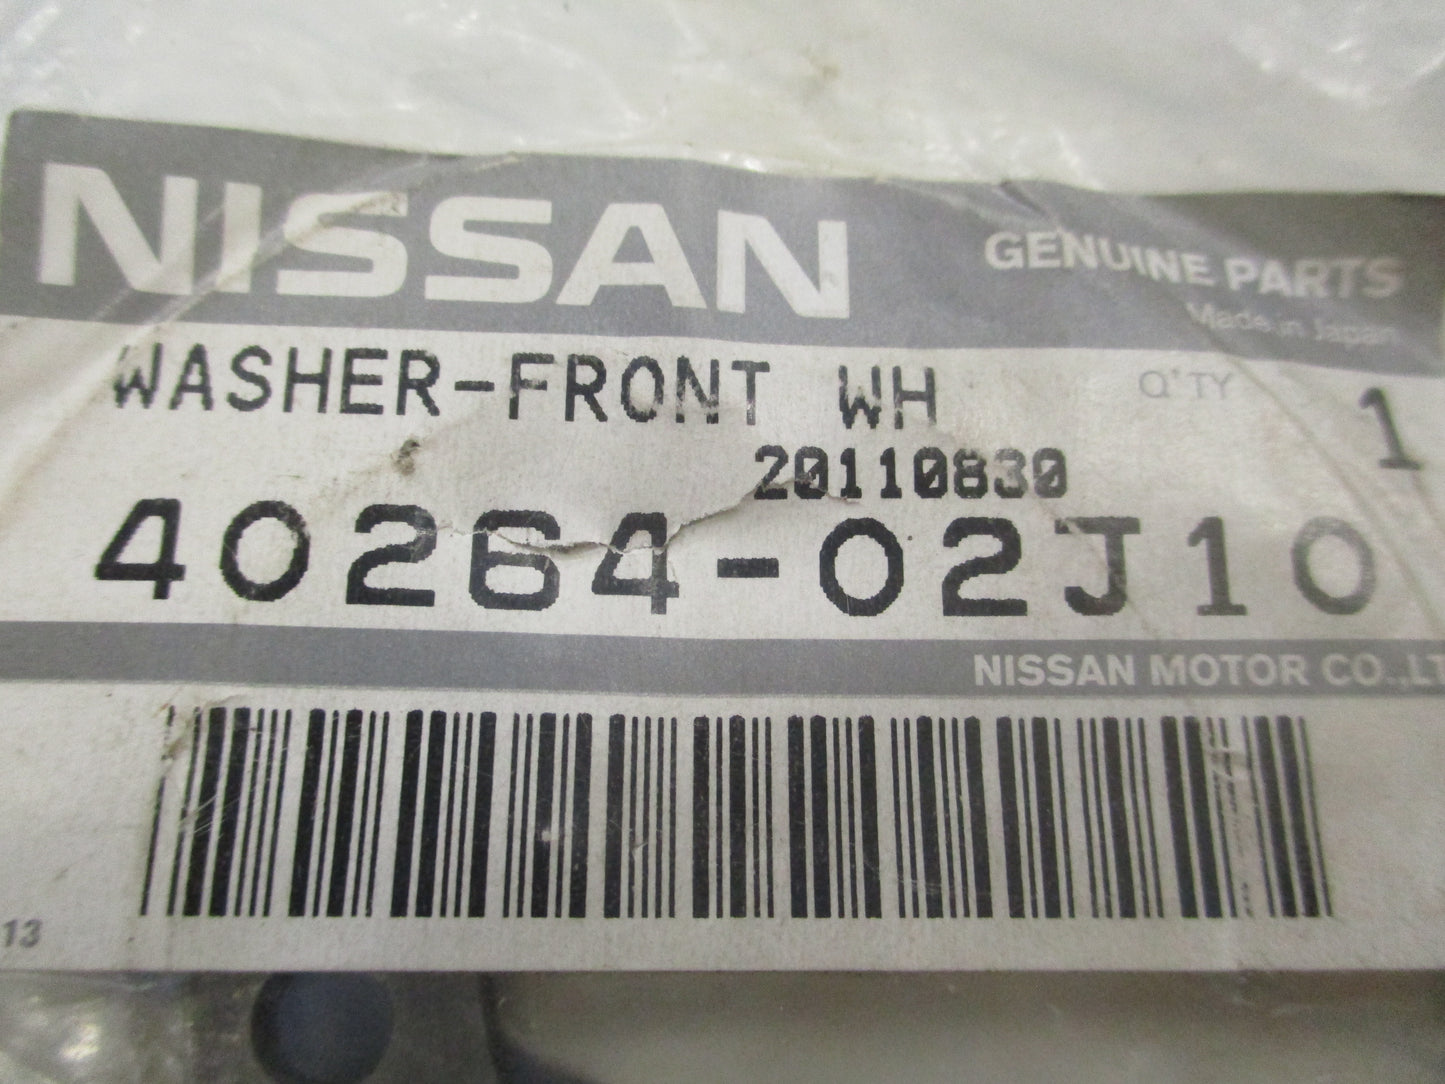 NISSAN GENUINE PARTS
Made in Japan
WASHER-FRONT WH Q'TY 1
20110830
40264-02J10
NISSAN MOTOR CO.,LT
13